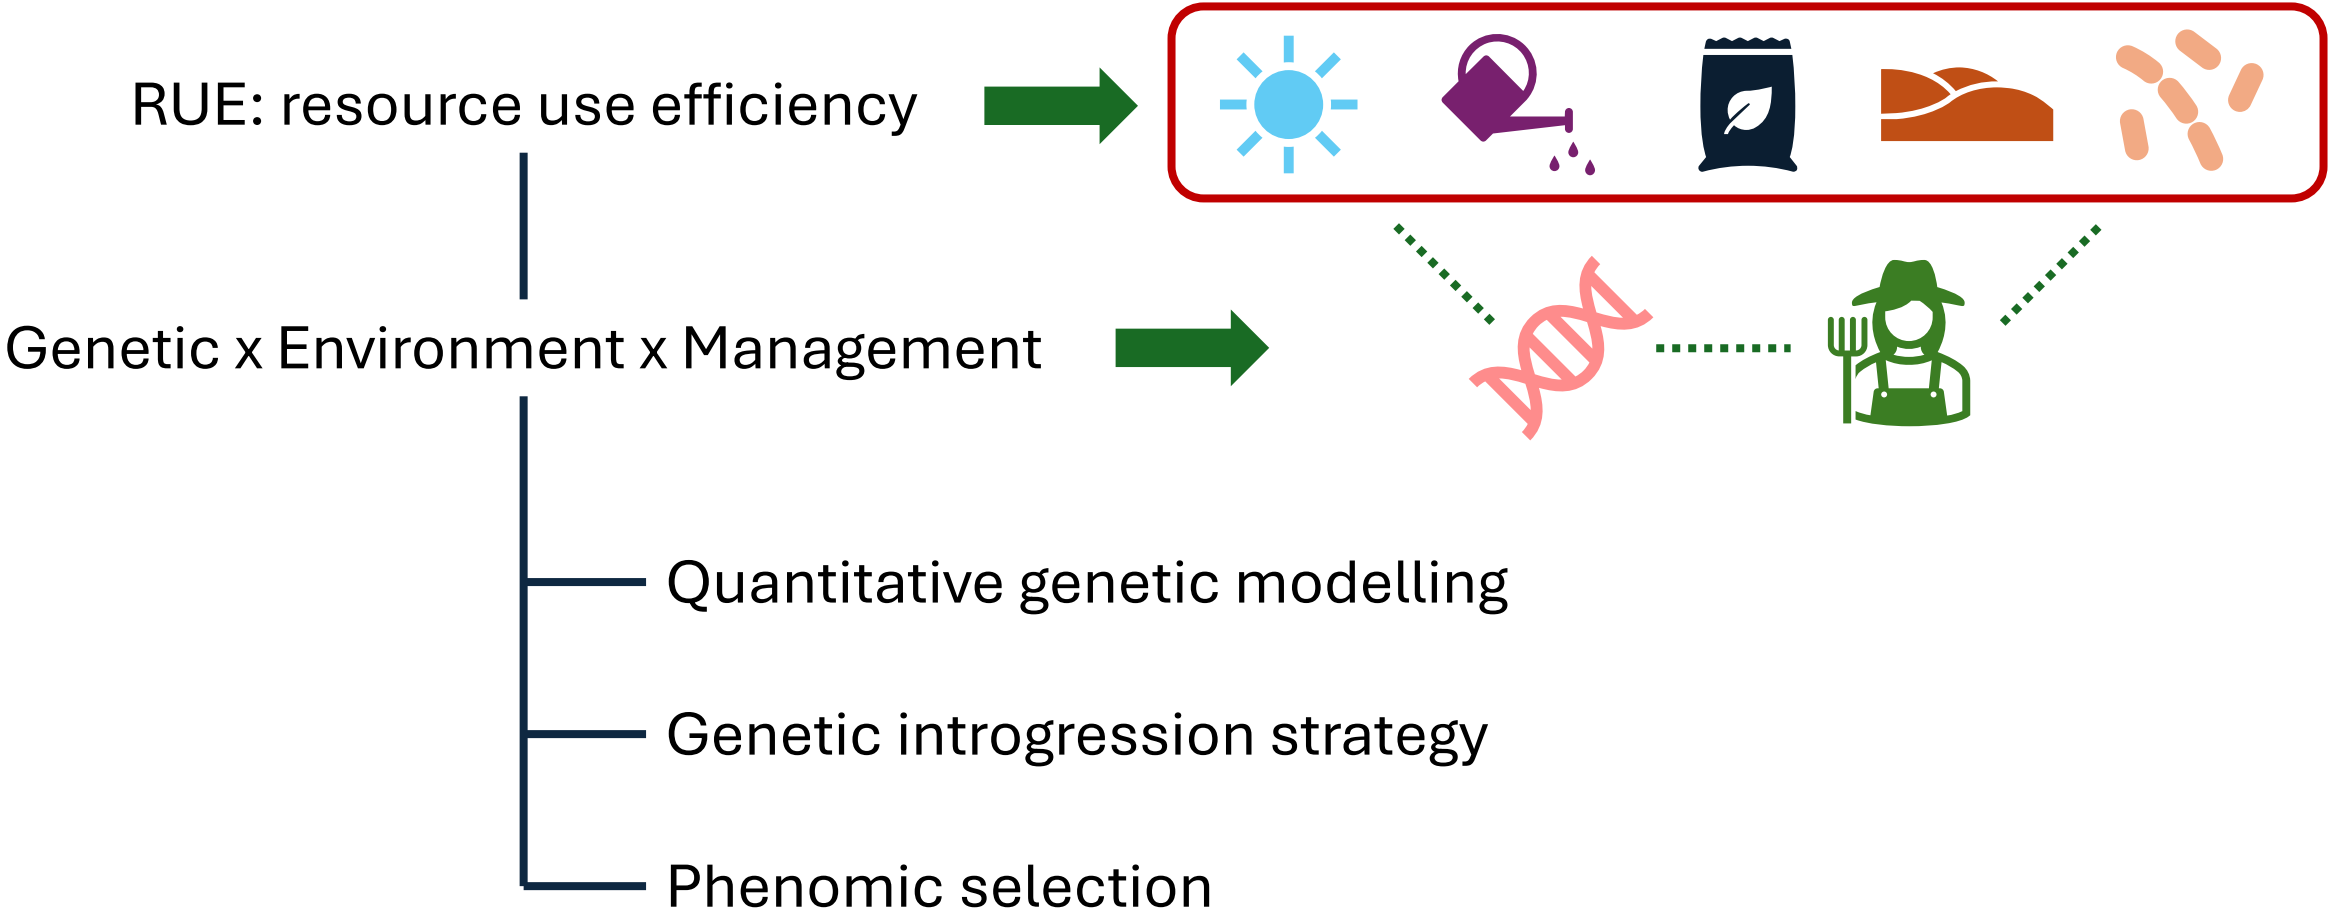 RUE: resource use efficiency
Genetic x Environment x Management
Quantitative genetic modelling
Genetic introgression strategy
Phenomic selection